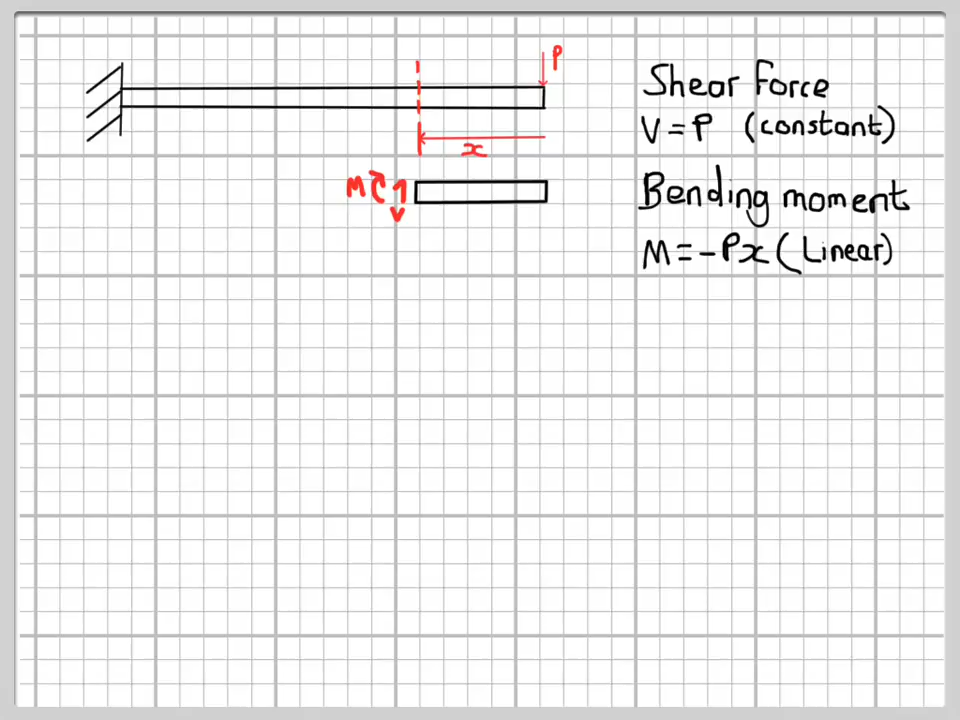 P
x
M V
Shear Force
V = P (constant)
Bending moment
M = - Px (Linear)